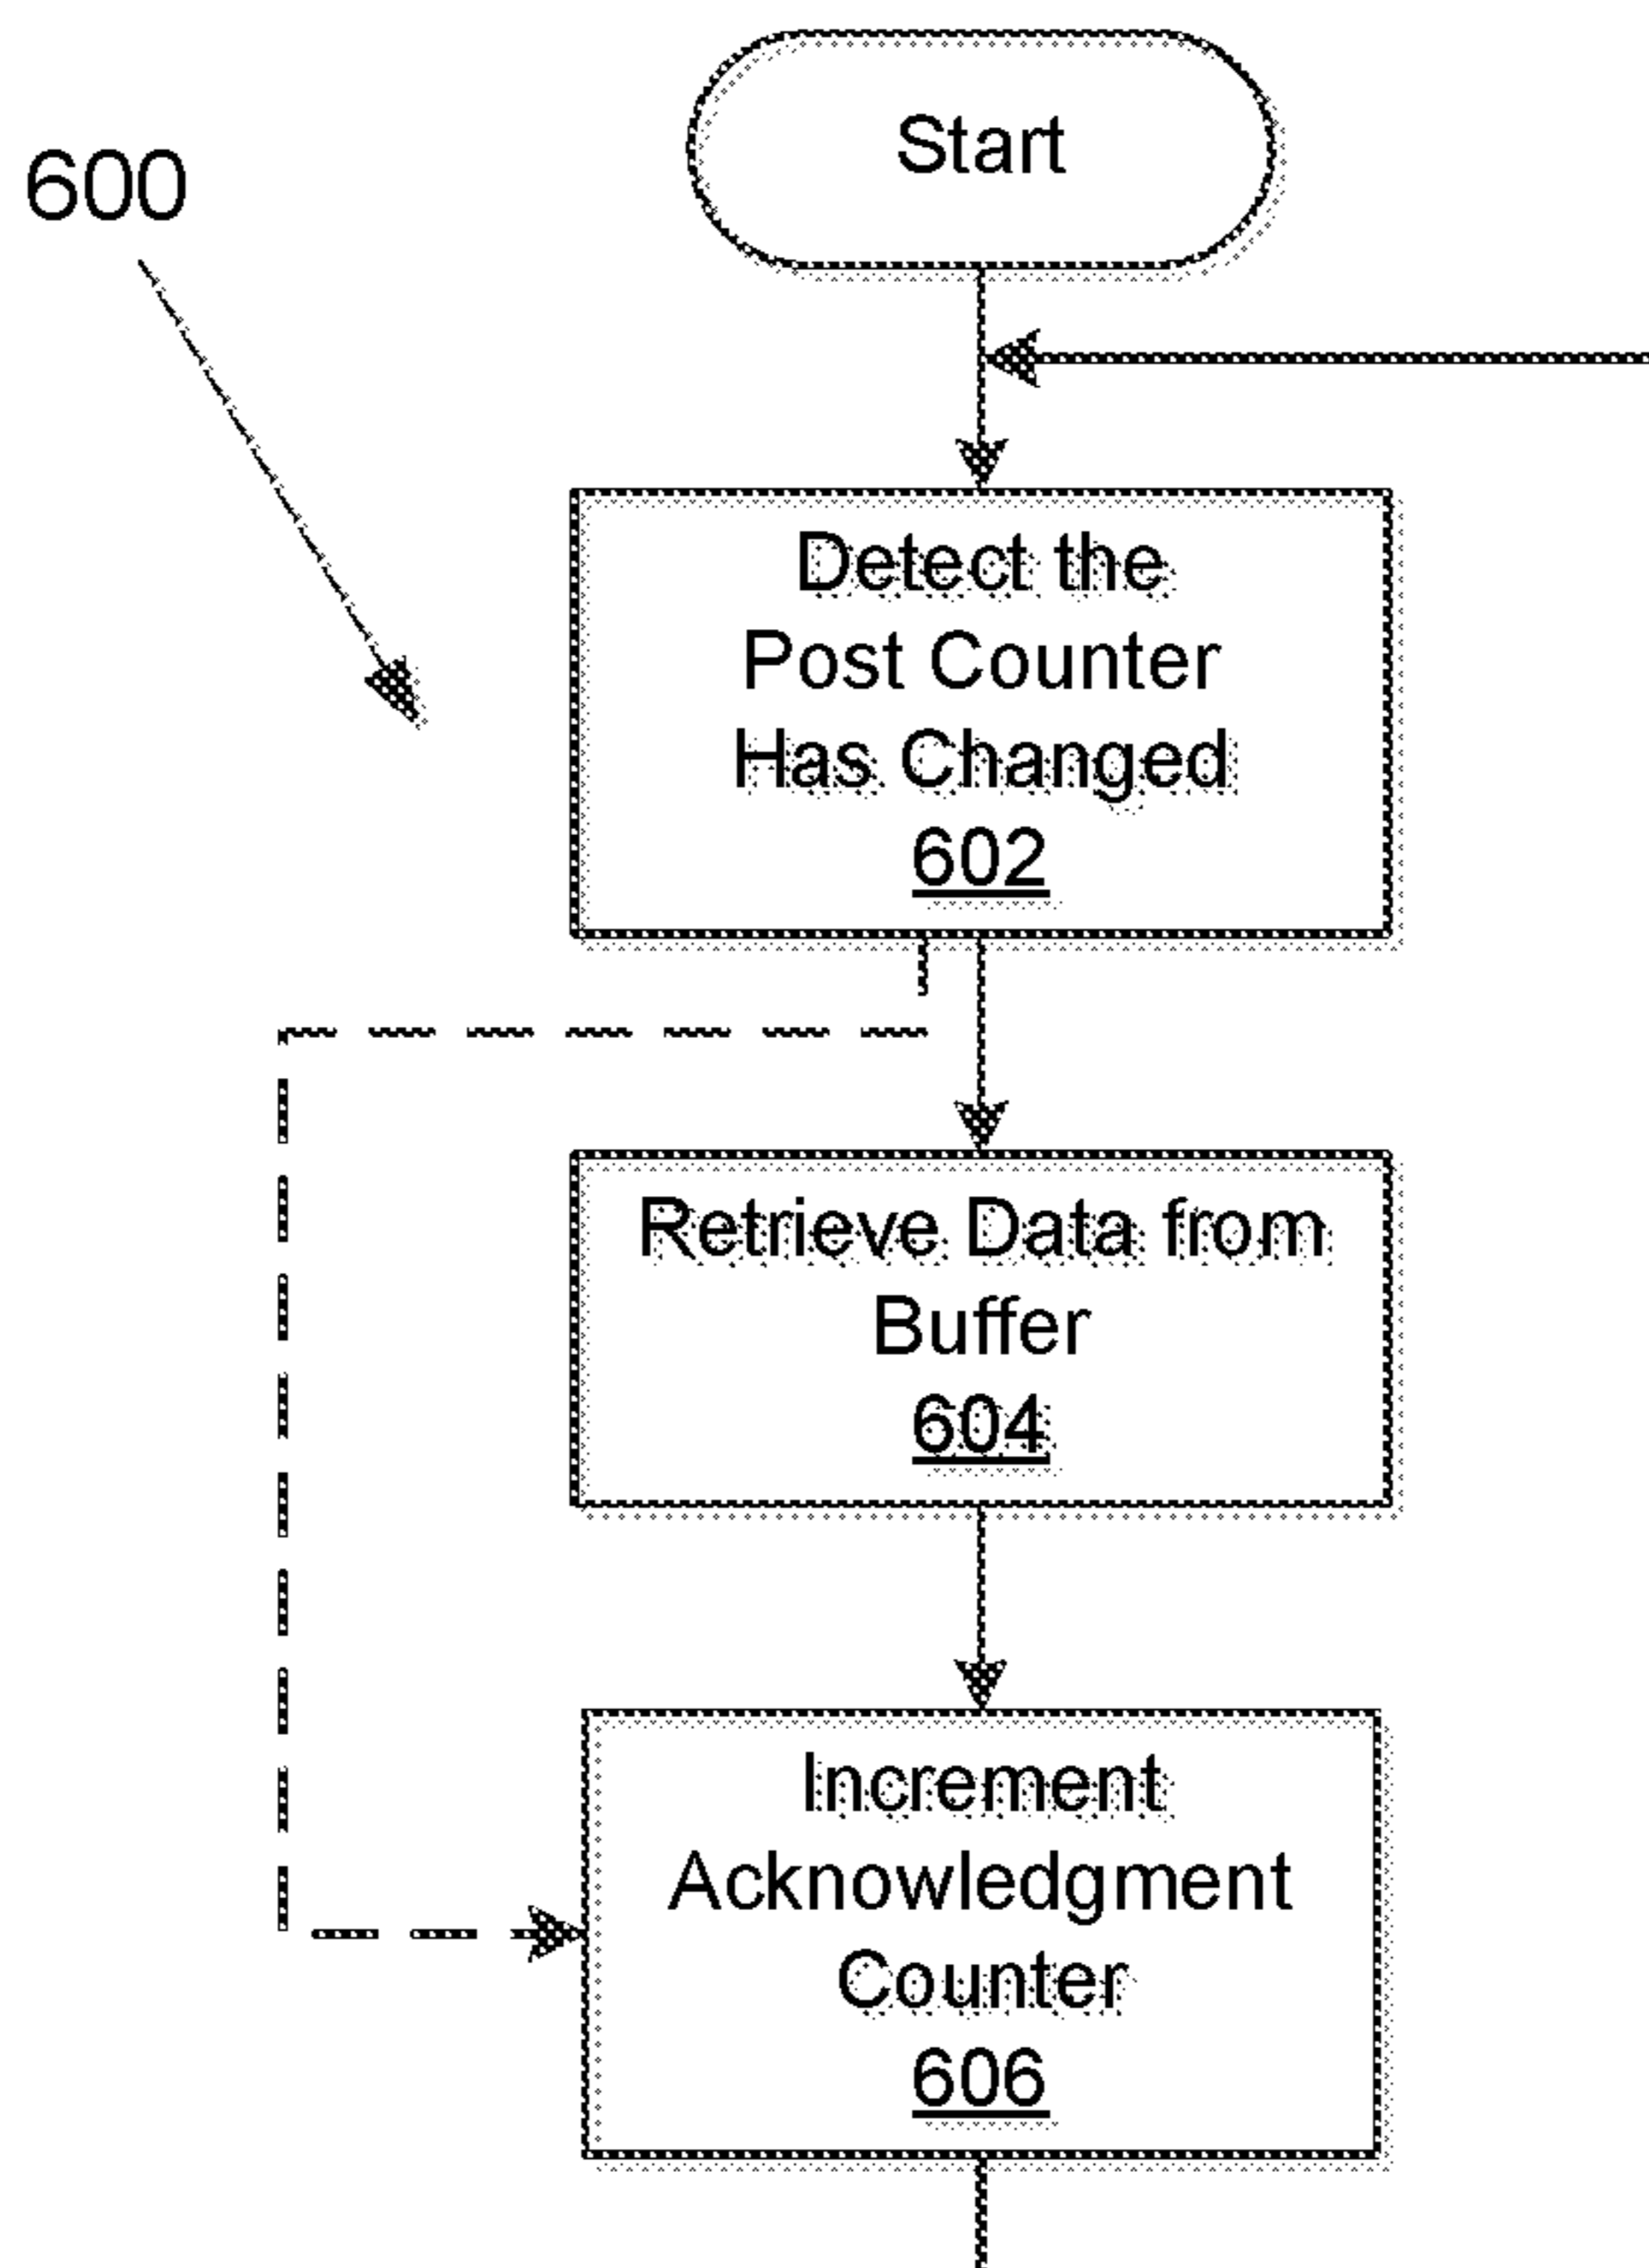 Start
600
Detect the
Post Counter
Has Changed
602
Retrieve Data from
Buffer
604
Increment
Acknowledgment
Counter
606